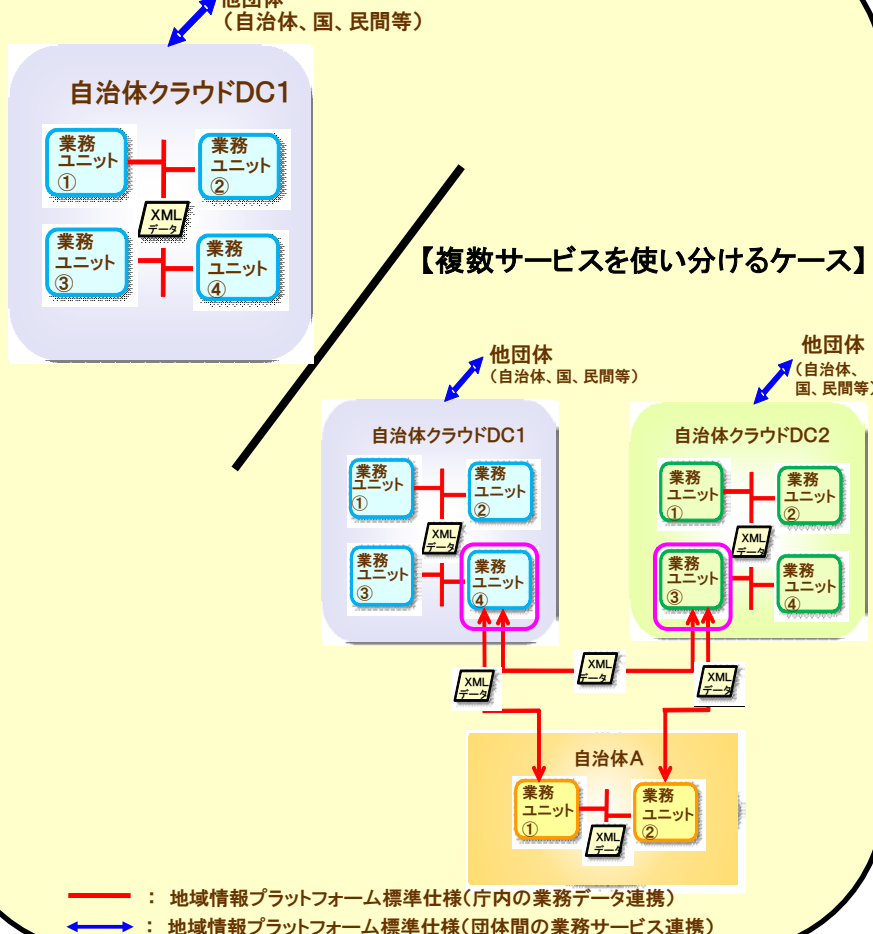 他団体
（自治体、国、民間等）
自治体クラウドDC1
業務
ユニット
①
業務
ユニット
②
XML
データ
業務
ユニット
③
業務
ユニット
④
【複数サービスを使い分けるケース】
他団体
（自治体、国、民間等）
他団体
（自治体、
国、民間等）
自治体クラウドDC1
業務
ユニット
①
業務
ユニット
②
XML
データ
業務
ユニット
③
業務
ユニット
④
自治体クラウドDC2
業務
ユニット
①
業務
ユニット
②
XML
データ
業務
ユニット
③
業務
ユニット
④
XML
データ
XML
データ
XML
データ
自治体A
業務
ユニット
①
業務
ユニット
②
XML
データ
： 地域情報プラットフォーム標準仕様（庁内の業務データ連携）
： 地域情報プラットフォーム標準仕様（団体間の業務サービス連携）